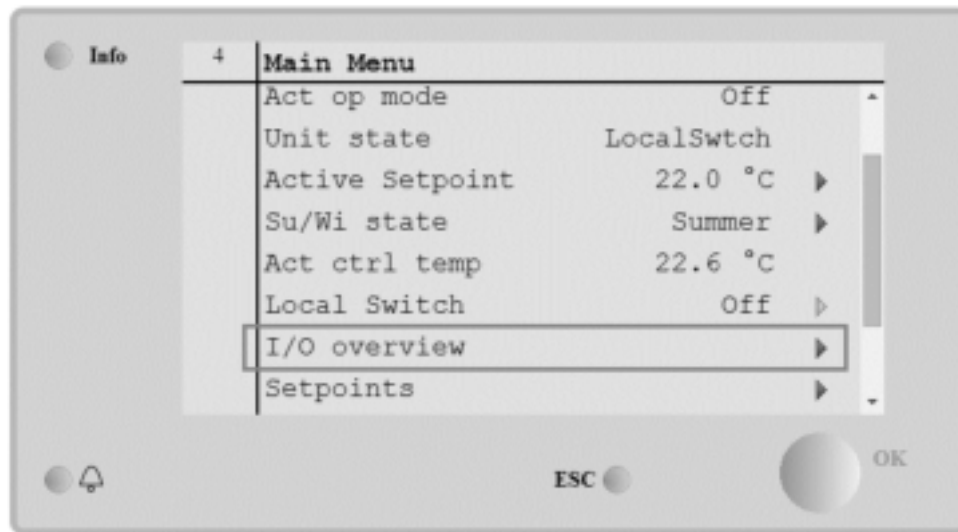 Info
4 Main Menu
Act op mode Off
Unit state LocalSwtch
Active Setpoint 22.0 °C
Su/Wi state Summer
Act ctrl temp 22.6 °C
Local Switch Off
I/O overview
Setpoints
ESC
OK